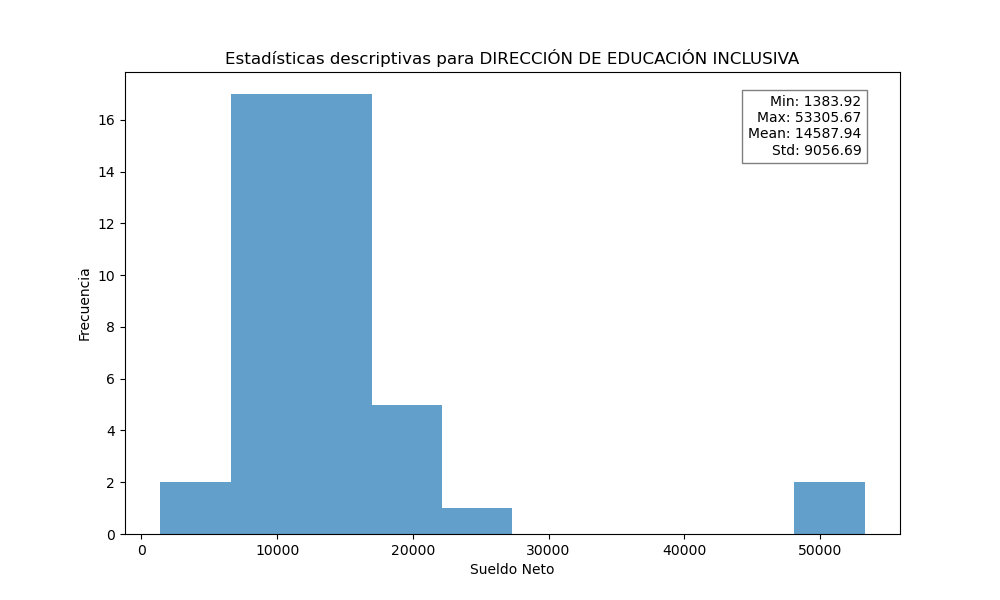 Estadísticas descriptivas para DIRECCIÓN DE EDUCACIÓN INCLUSIVA
Min: 1383.92
Max: 53305.67
Mean: 14587.94
Std: 9056.69
Frecuencia
16
14
12
10
8
6
4
2
0
0 10000 20000 30000 40000 50000
Sueldo Neto